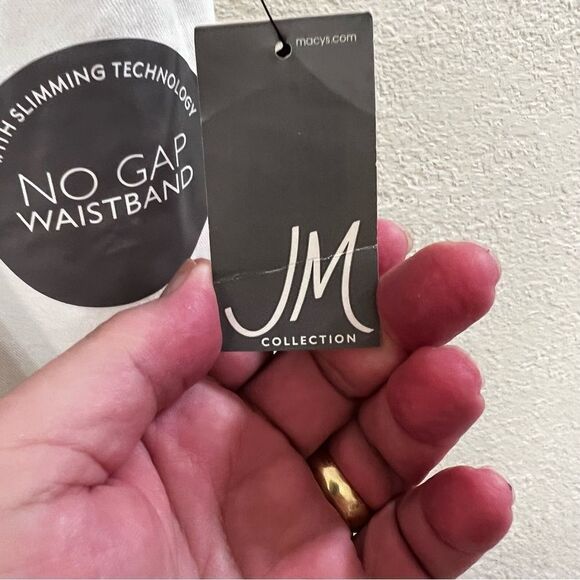 WITH SLIMMING TECHNOLOGY
NO GAP
WAISTBAND
macys.com
JM
COLLECTION